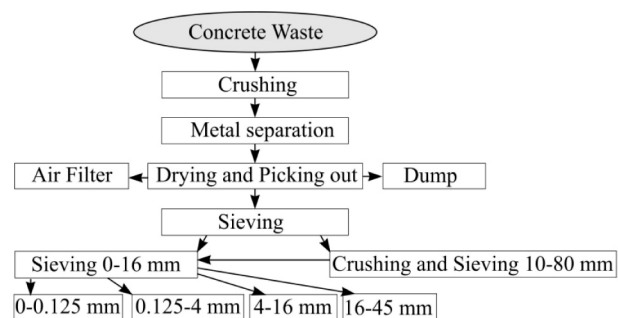 Concrete Waste
Crushing
Metal separation
Air Filter
Drying and Picking out
Dump
Sieving
Sieving 0-16 mm
Crushing and Sieving 10-80 mm
0-0.125 mm
0.125-4 mm
4-16 mm
16-45 mm